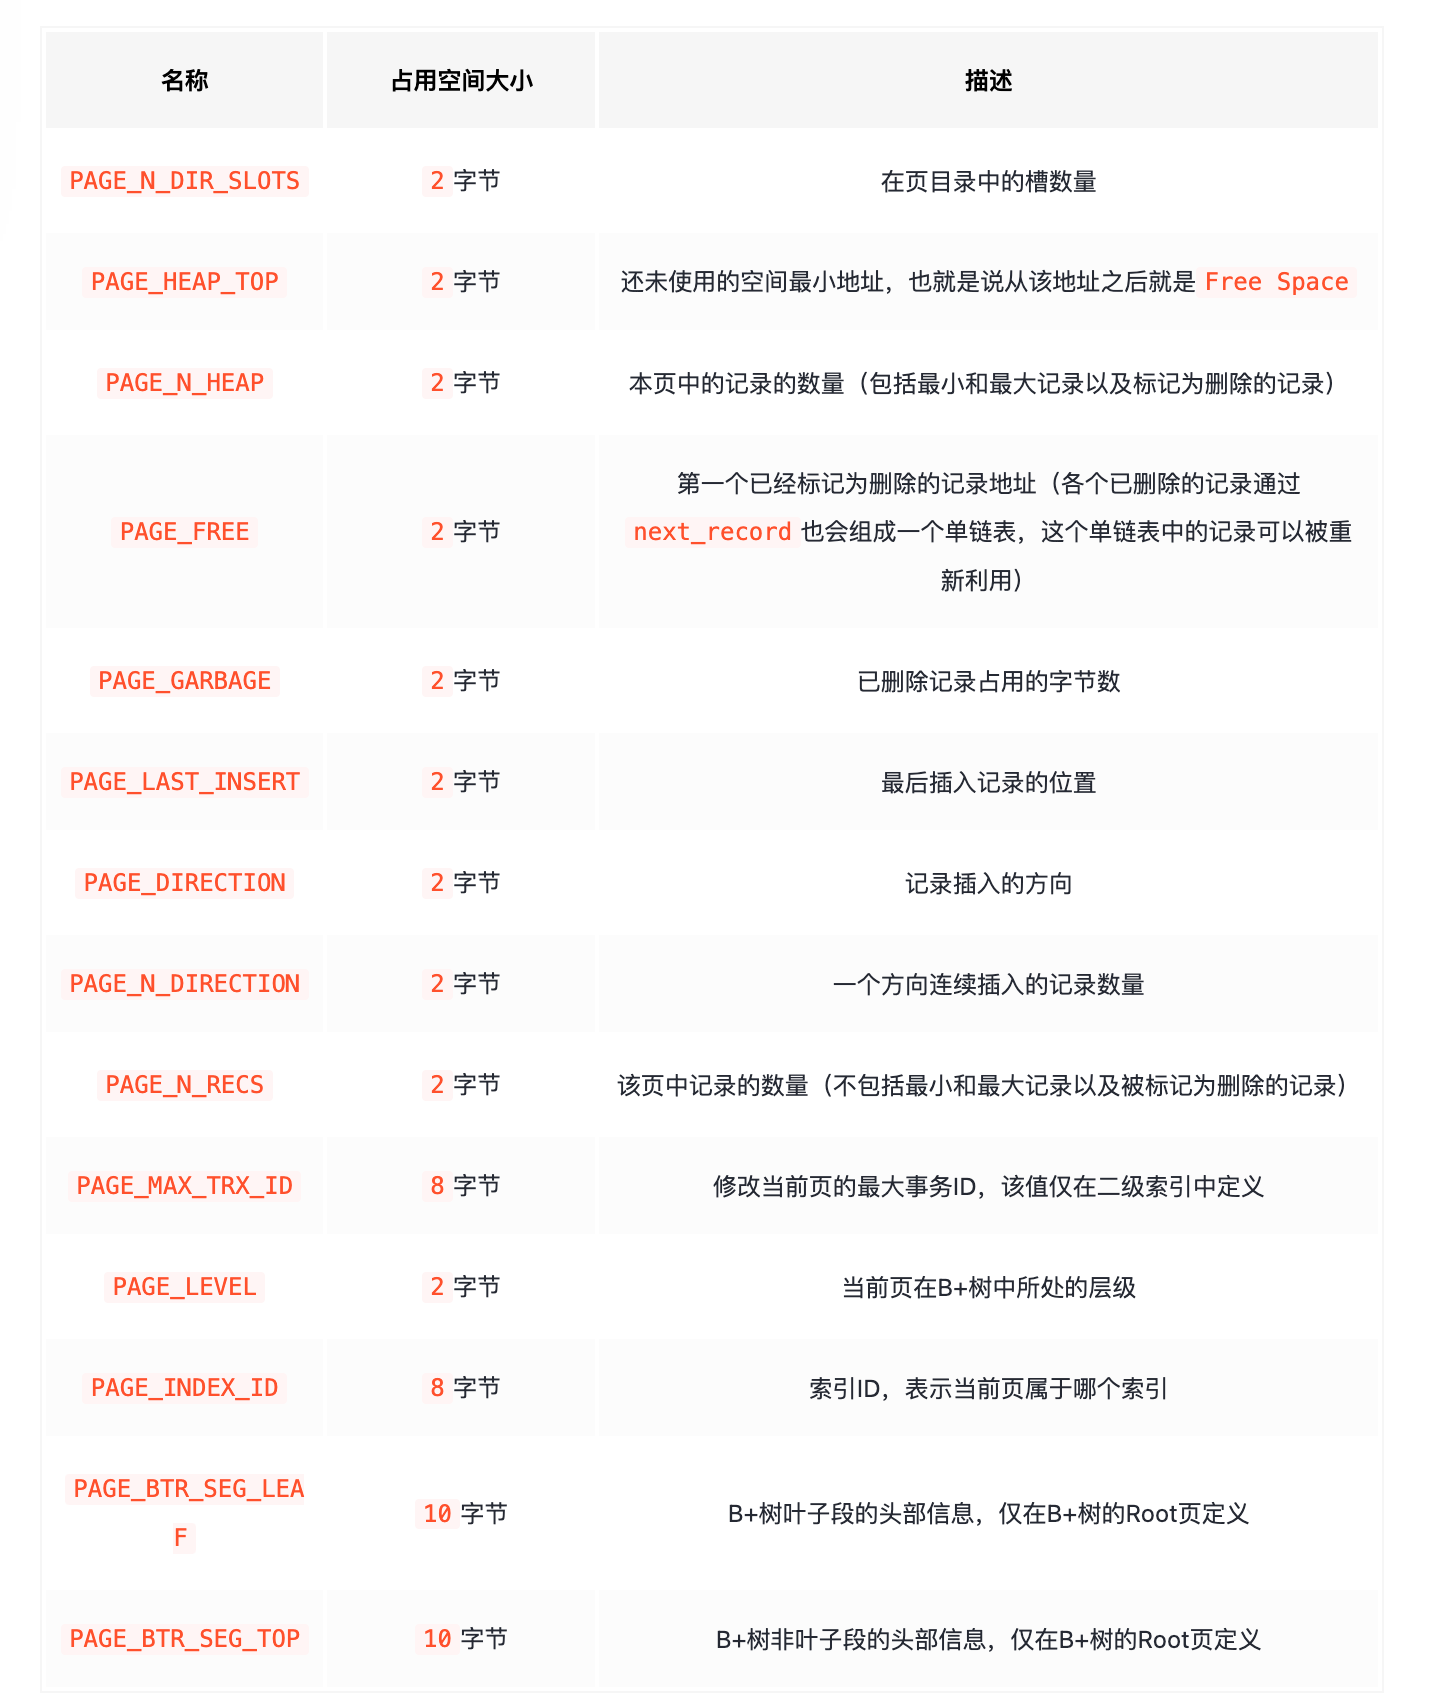 名称 占用空间大小 描述
PAGE_N_DIR_SLOTS 2 字节 在页目录中的槽数量
PAGE_HEAP_TOP 2 字节 还未使用的空间最小地址，也就是说从该地址之后就是 Free Space
PAGE_N_HEAP 2 字节 本页中的记录的数量（包括最小和最大记录以及标记为删除的记录）
第一个已经标记为删除的记录地址（各个已删除的记录通过
PAGE_FREE 2 字节 next_record 也会组成一个单链表，这个单链表中的记录可以被重
新利用）
PAGE_GARBAGE 2 字节 已删除记录占用的字节数
PAGE_LAST_INSERT 2 字节 最后插入记录的位置
PAGE_DIRECTION 2 字节 记录插入的方向
PAGE_N_DIRECTION 2 字节 一个方向连续插入的记录数量
PAGE_N_RECS 2 字节 该页中记录的数量（不包括最小和最大记录以及被标记为删除的记录）
PAGE_MAX_TRX_ID 8 字节 修改当前页的最大事务ID，该值仅在二级索引中定义
PAGE_LEVEL 2 字节 当前页在B+树中所处的层级
PAGE_INDEX_ID 8 字节 索引ID，表示当前页属于哪个索引
PAGE_BTR_SEG_LEA
F 10 字节 B+树叶子段的头部信息，仅在B+树的Root页定义
PAGE_BTR_SEG_TOP 10 字节 B+树非叶子段的头部信息，仅在B+树的Root页定义